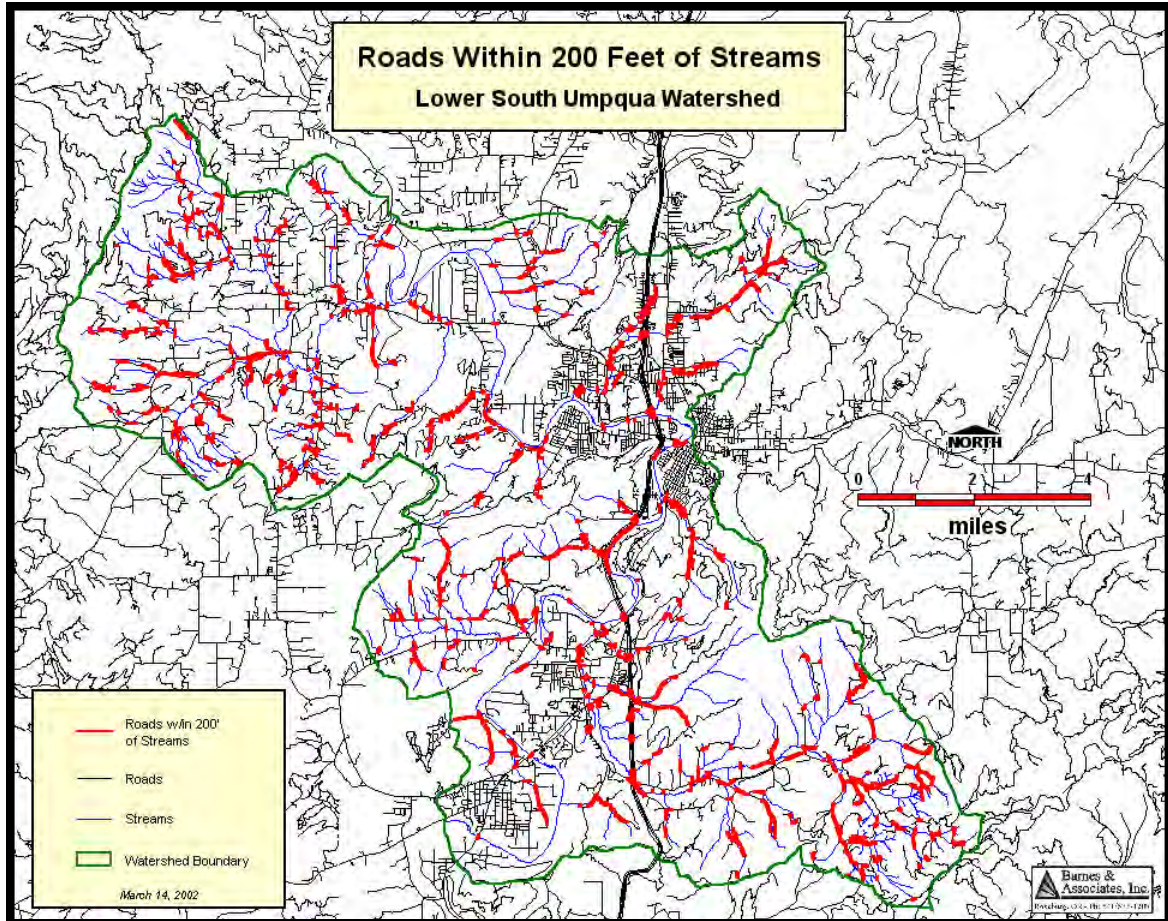 Roads Within 200 Feet of Streams
Lower South Umpqua Watershed
NORTH
0 2 4
miles
Roads w/in 200'
of Streams
Roads
Streams
Watershed Boundary
March 14, 2002
Barnes &
Associates, Inc.